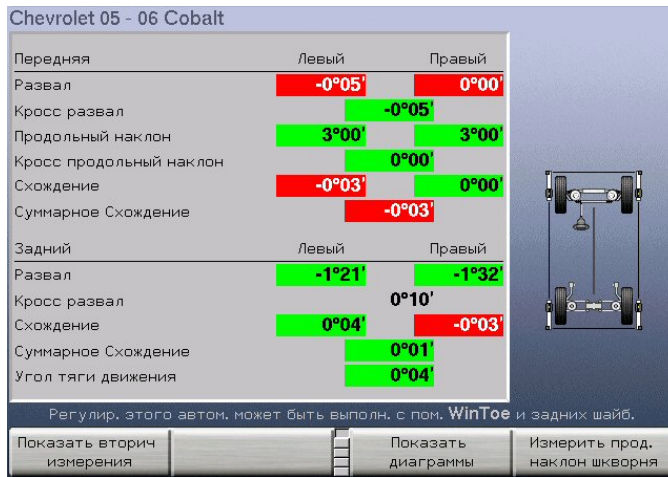 Chevrolet 05 - 06 Cobalt
Передняя Левый Правый
Развал -0°05' 0°00'
Кросс развал -0°05'
Продольный наклон 3°00' 3°00'
Кросс продольный наклон 0°00'
Схождение -0°03' 0°00'
Суммарное Схождение -0°03'
Задний Левый Правый
Развал -1°21' -1°32'
Кросс развал 0°10'
Схождение 0°04' -0°03'
Суммарное Схождение 0°01'
Угол тяги движения 0°04'
Регулир. этого автом. может быть выполн. с пом. WinToe и задних шайб.
Показать вторич Показать Измерить прод.
измерения диаграммы наклон шкворня